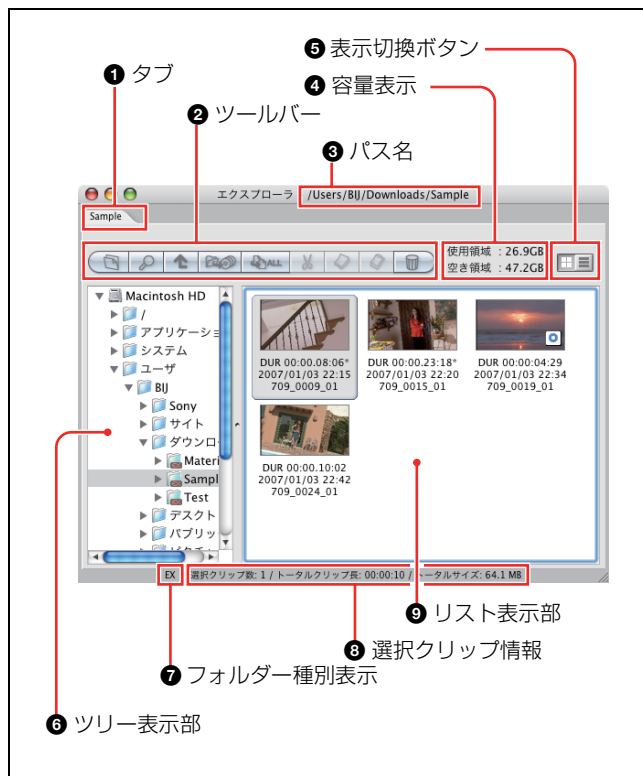 ❺ 表示切換ボタン
❶ タブ
❹ 容量表示
❷ ツールバー
❸ パス名
エクスプローラ /Users/BIJ/Downloads/Sample
Sample
ALL
使用領域 : 26.9GB
空き領域 : 47.2GB
Macintosh HD
/
アプリケーショ
システム
ユーザ
BIJ
Sony
サイト
ダウンロ
Materi
Sampl
Test
デスクト
パブリッ
DUR 00:00.08:06*
2007/01/03 22:15
709_0009_01
DUR 00:00.23:18*
2007/01/03 22:20
709_0015_01
DUR 00:00:04:29
2007/01/03 22:34
709_0019_01
DUR 00:00.10:02
2007/01/03 22:42
709_0024_01
EX
選択クリップ数: 1 / トータルクリップ長: 00:00:10 / トータルサイズ: 64.1 MB
❾ リスト表示部
❽ 選択クリップ情報
❼ フォルダー種別表示
❻ ツリー表示部